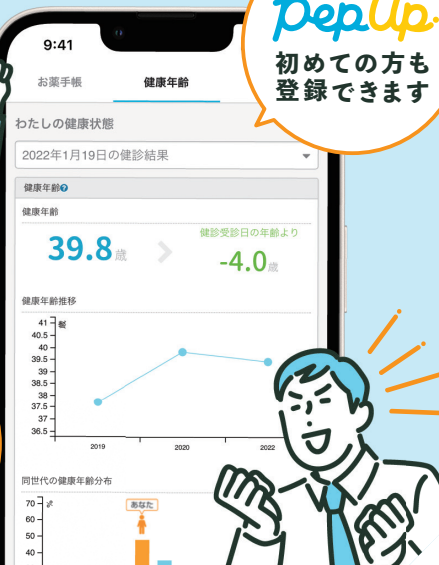 PepUp
初めての方も
登録できます
9:41
お薬手帳
健康年齢
わたしの健康状態
2022年1月19日の健診結果
健康年齢?
健康年齢
39.8歳
健診受診日の年齢より
-4.0歳
健康年齢推移
41
歳
40.5
40
39.5
39
38.5
38
37.5
37
36.5
2019
2020
2022
同世代の健康年齢分布
70
%
60
50
40
あなた